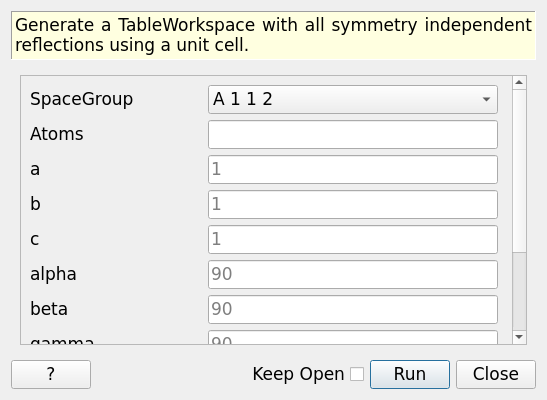 Generate a TableWorkspace with all symmetry independent
reflections using a unit cell.
SpaceGroup A 1 1 2
Atoms
a 1
b 1
c 1
alpha 90
beta 90
gamma 90
? Keep Open Run Close